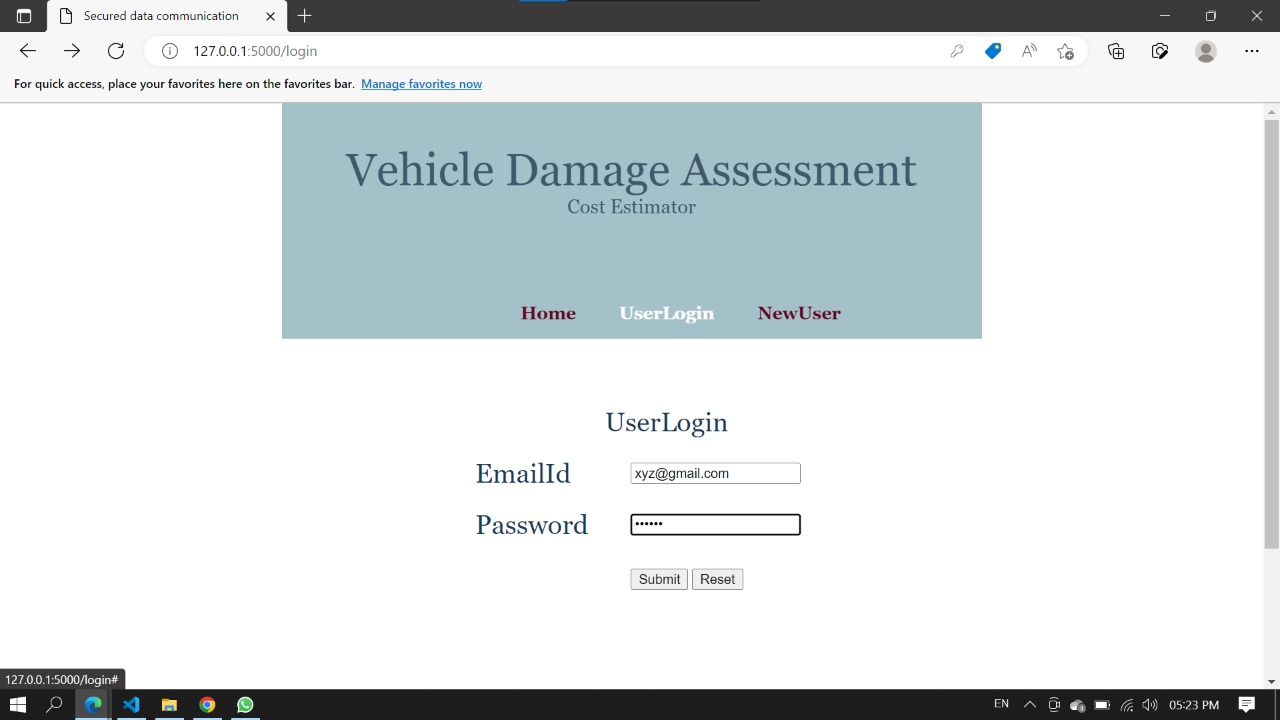 Secured data communication
127.0.0.1:5000/login
For quick access, place your favorites here on the favorites bar. Manage favorites now
Vehicle Damage Assessment
Cost Estimator
Home UserLogin NewUser
UserLogin
EmailId xyz@gmail.com
Password ••••••
Submit Reset
127.0.0.1:5000/login#
EN 05:23 PM